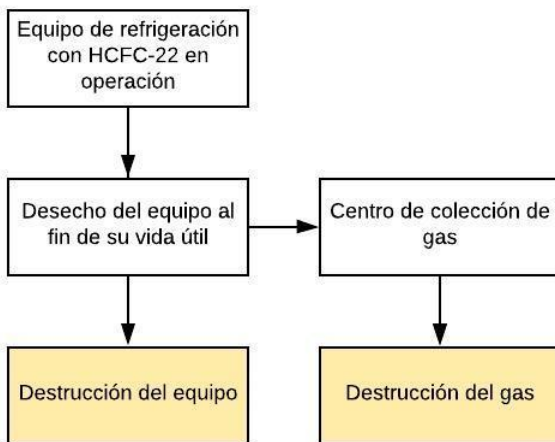 Equipo de refrigeración
con HCFC-22 en
operación
Desecho del equipo al
fin de su vida útil
Centro de colección de
gas
Destrucción del equipo
Destrucción del gas